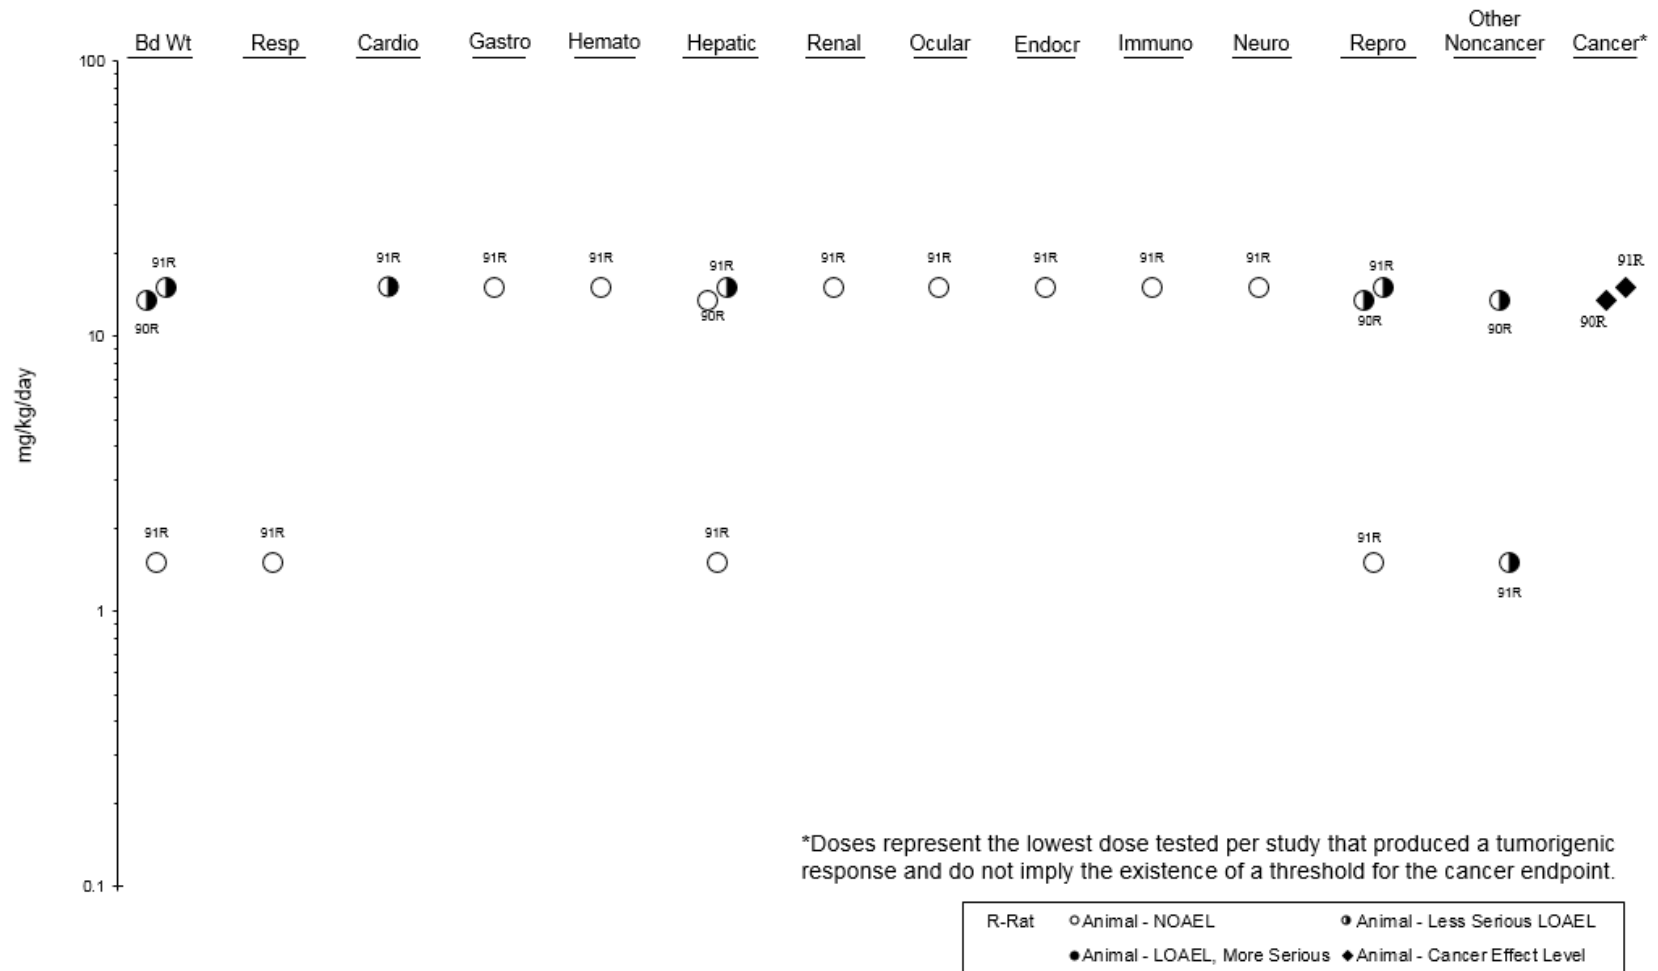 Other
Bd Wt Resp Cardio Gastro Hemato Hepatic Renal Ocular Endocr Immuno Neuro Repro Noncancer Cancer*
100
91R 91R 91R 91R 91R 91R 91R 91R 91R 91R 91R 91R
90R 90R 90R 90R 90R
10
mg/kg/day
91R 91R 91R 91R
91R
1
*Doses represent the lowest dose tested per study that produced a tumorigenic
response and do not imply the existence of a threshold for the cancer endpoint.
0.1
R-Rat Animal - NOAEL Animal - Less Serious LOAEL
Animal - LOAEL, More Serious Animal - Cancer Effect Level